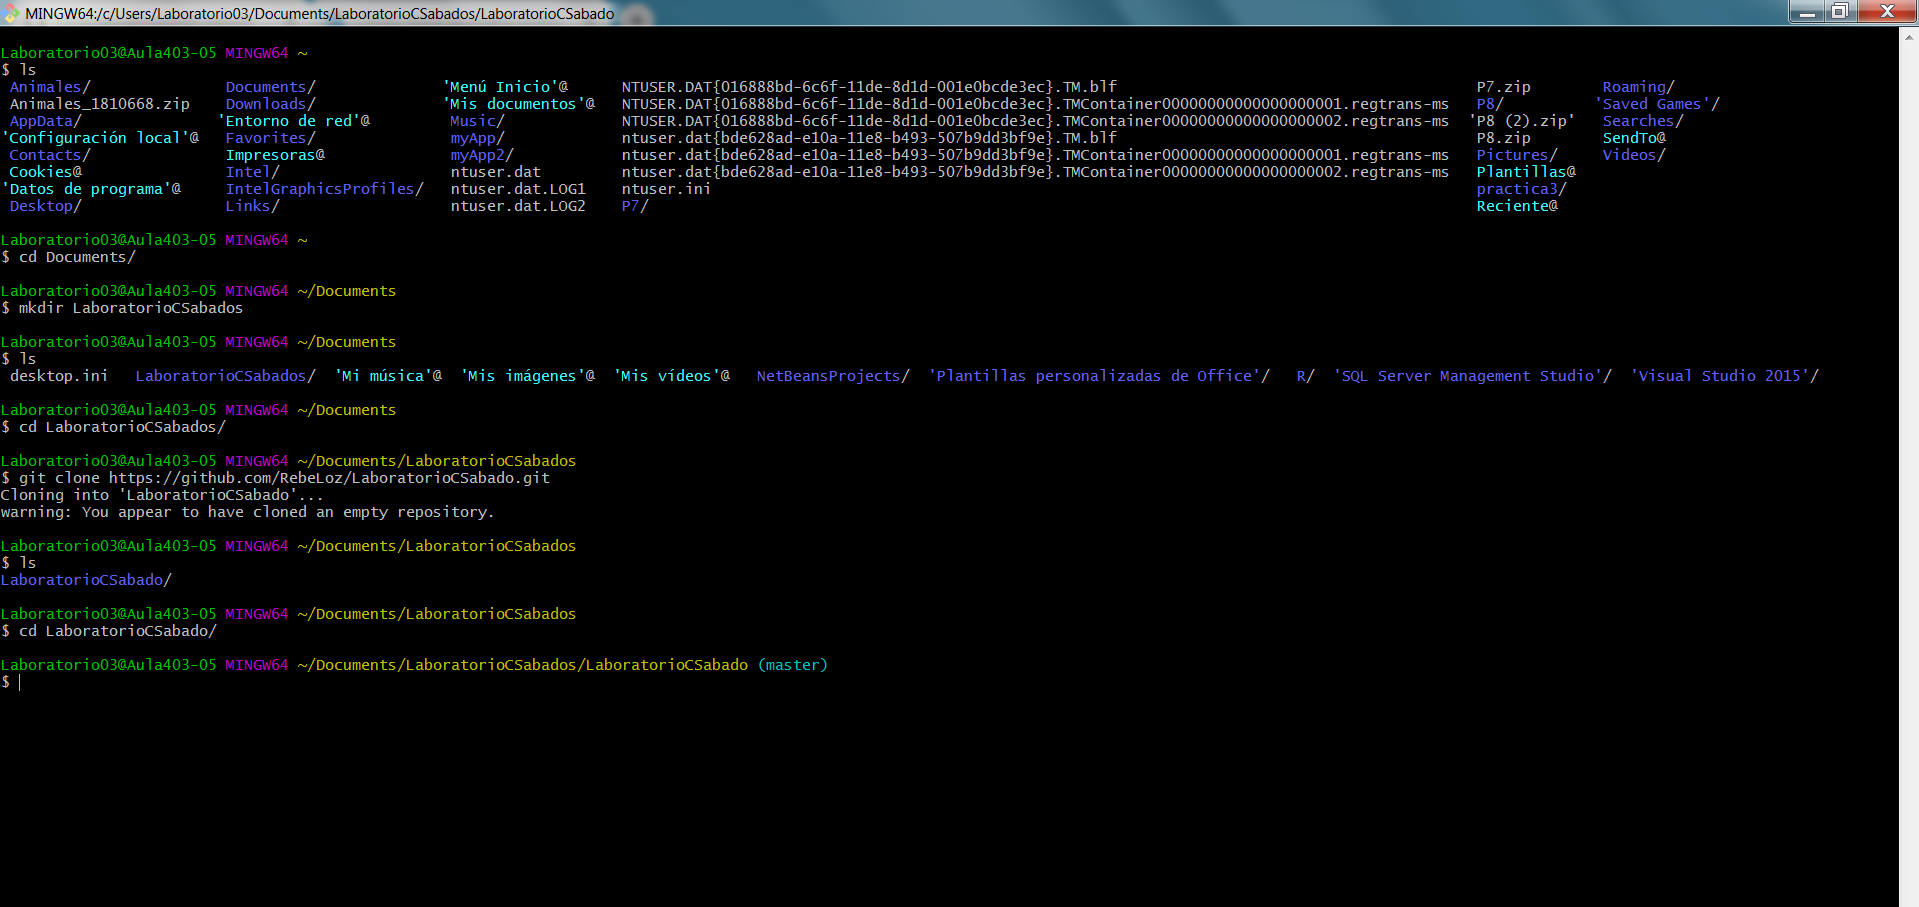 MINGW64:/c/Users/Laboratorio03/Documents/LaboratorioCSabados/LaboratorioCSabado
Laboratorio03@Aula403-05 MINGW64 ~
$ ls
Animales/ Documents/ 'Menú Inicio'@ NTUSER.DAT{016888bd-6c6f-11de-8d1d-001e0bcde3ec}.TM.blf P7.zip Roaming/
Animales_1810668.zip Downloads/ 'Mis documentos'@ NTUSER.DAT{016888bd-6c6f-11de-8d1d-001e0bcde3ec}.TMContainer00000000000000000001.regtrans-ms P8/ 'Saved Games'/
AppData/ 'Entorno de red'@ Music/ NTUSER.DAT{016888bd-6c6f-11de-8d1d-001e0bcde3ec}.TMContainer00000000000000000002.regtrans-ms 'P8 (2).zip' Searches/
'Configuración local'@ Favorites/ myApp/ ntuser.dat{bde628ad-e10a-11e8-b493-507b9dd3bf9e}.TM.blf P8.zip SendTo@
Contacts/ Impresoras@ myApp2/ ntuser.dat{bde628ad-e10a-11e8-b493-507b9dd3bf9e}.TMContainer00000000000000000001.regtrans-ms Pictures/ Videos/
Cookies@ Intel/ ntuser.dat ntuser.dat{bde628ad-e10a-11e8-b493-507b9dd3bf9e}.TMContainer00000000000000000002.regtrans-ms Plantillas@
'Datos de programa'@ IntelGraphicsProfiles/ ntuser.dat.LOG1 ntuser.ini practica3/
Desktop/ Links/ ntuser.dat.LOG2 P7/ Reciente@
Laboratorio03@Aula403-05 MINGW64 ~
$ cd Documents/
Laboratorio03@Aula403-05 MINGW64 ~/Documents
$ mkdir LaboratorioCSabados
Laboratorio03@Aula403-05 MINGW64 ~/Documents
$ ls
desktop.ini LaboratorioCSabados/ 'Mi música'@ 'Mis imágenes'@ 'Mis vídeos'@ NetBeansProjects/ 'Plantillas personalizadas de Office'/ R/ 'SQL Server Management Studio'/ 'Visual Studio 2015'/
Laboratorio03@Aula403-05 MINGW64 ~/Documents
$ cd LaboratorioCSabados/
Laboratorio03@Aula403-05 MINGW64 ~/Documents/LaboratorioCSabados
$ git clone https://github.com/RebeLoz/LaboratorioCSabado.git
Cloning into 'LaboratorioCSabado'...
warning: You appear to have cloned an empty repository.
Laboratorio03@Aula403-05 MINGW64 ~/Documents/LaboratorioCSabados
$ ls
LaboratorioCSabado/
Laboratorio03@Aula403-05 MINGW64 ~/Documents/LaboratorioCSabados
$ cd LaboratorioCSabado/
Laboratorio03@Aula403-05 MINGW64 ~/Documents/LaboratorioCSabados/LaboratorioCSabado (master)
$